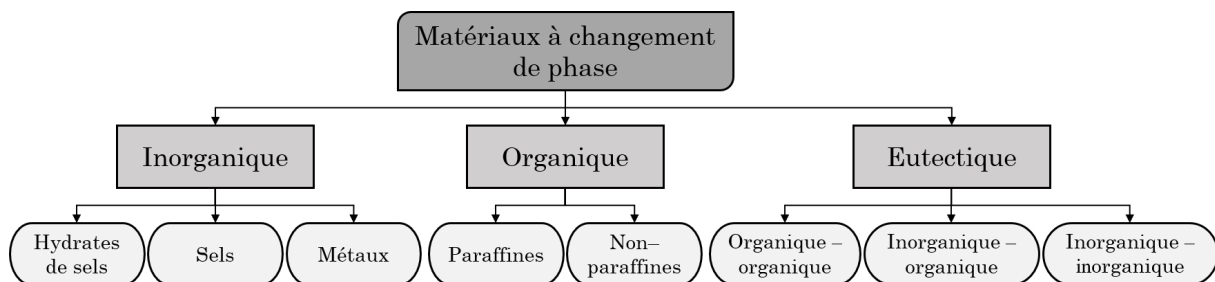 Matériaux à changement
de phase
Inorganique
Organique
Eutectique
Hydrates
de sels
Sels
Métaux
Paraffines
Non–
paraffines
Organique –
organique
Inorganique –
organique
Inorganique –
inorganique